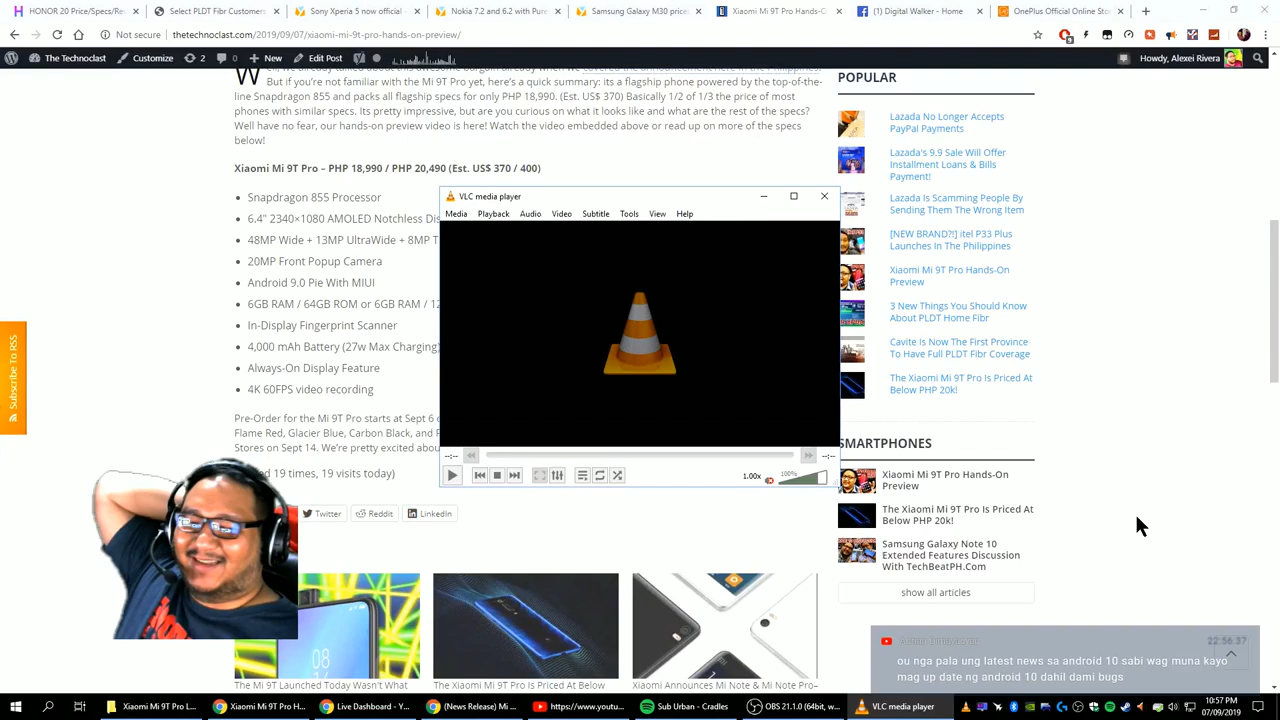 HONOR 20 Price/Specs/Rev
Select PLDT Fibr Customer
Sony Xperia 5 now official
Nokia 7.2 and 6.2 with Pure
Samsung Galaxy M30 price
Xiaomi Mi 9T Pro Hands-O
(1) Digital Walker - Home
OnePlus Official Online Sto
Not secure
thetechnoclast.com/2019/09/07/xiaomi-mi-9t-pro-hands-on-preview/
The Technoclast
Customize
2
0
New
Edit Post
Howdy, Alexei Rivera
But if you're not familiar with the Mi 9T Pro yet, here's a quick summary: its a flagship phone powered by the top-of-the-
line Snapdragon 855 and packs all flagship specs for only PHP 18,990. (Est. US$ 370) Basically 1/2 of 1/3 the price of most
phones with similar specs. Its pretty impressive, but are you curious on what it looks like and what are the rest of the specs?
Well have no fear, our hands-on preview video is here! Watch the video embedded above or read up on more of the specs
below!
Xiaomi Mi 9T Pro – PHP 18,990 / PHP 20,490 (Est. US$ 370 / 400)
Snapdragon 855 Processor
6.4" 2340×1080 AMOLED Notchless Dis
48MP Wide + 13MP UltraWide + 8MP T
20MP Front Popup Camera
Android 9.0 Pie With MIUI
6GB RAM / 64GB ROM or 6GB RAM / 12
In-Display Fingerprint Scanner
4,000 mAh Battery (27w Max Charging)
Always-On Display Feature
4K 60FPS video recording
Pre-Order for the Mi 9T Pro starts at Sept 6
Flame Red, Glacier Blue, Carbon Black, and
Stores on Sept 14. We're pretty excited abou
19 times, 19 visits today)
Twitter
Reddit
LinkedIn
The Mi 9T Launched Today Wasn't What
The Xiaomi Mi 9T Pro Is Priced At Below
Xiaomi Announces Mi Note & Mi Note Pro–
Subscribe To RSS
VLC media player
Media Playback Audio Video Subtitle Tools View Help
--:--
--:--
1.00x
100%
POPULAR
Lazada No Longer Accepts
PayPal Payments
Lazada's 9.9 Sale Will Offer
Installment Loans & Bills
Payment!
Lazada Is Scamming People By
Sending Them The Wrong Item
[NEW BRAND?!] itel P33 Plus
Launches In The Philippines
Xiaomi Mi 9T Pro Hands-On
Preview
3 New Things You Should Know
About PLDT Home Fibr
Cavite Is Now The First Province
To Have Full PLDT Fibr Coverage
The Xiaomi Mi 9T Pro Is Priced At
Below PHP 20k!
SMARTPHONES
Xiaomi Mi 9T Pro Hands-On
Preview
The Xiaomi Mi 9T Pro Is Priced At
Below PHP 20k!
Samsung Galaxy Note 10
Extended Features Discussion
With TechBeatPH.Com
show all articles
22:56:37
ou nga pala ung latest news sa android 10 sabi wag muna kayo
mag up date ng android 10 dahil dami bugs
Xiaomi Mi 9T Pro L...
Xiaomi Mi 9T Pro H...
Live Dashboard - Y...
(News Release) Mi ...
https://www.youtu...
Sub Urban - Cradles
OBS 21.1.0 (64bit, w...
VLC media player
10:57 PM
07/09/2019